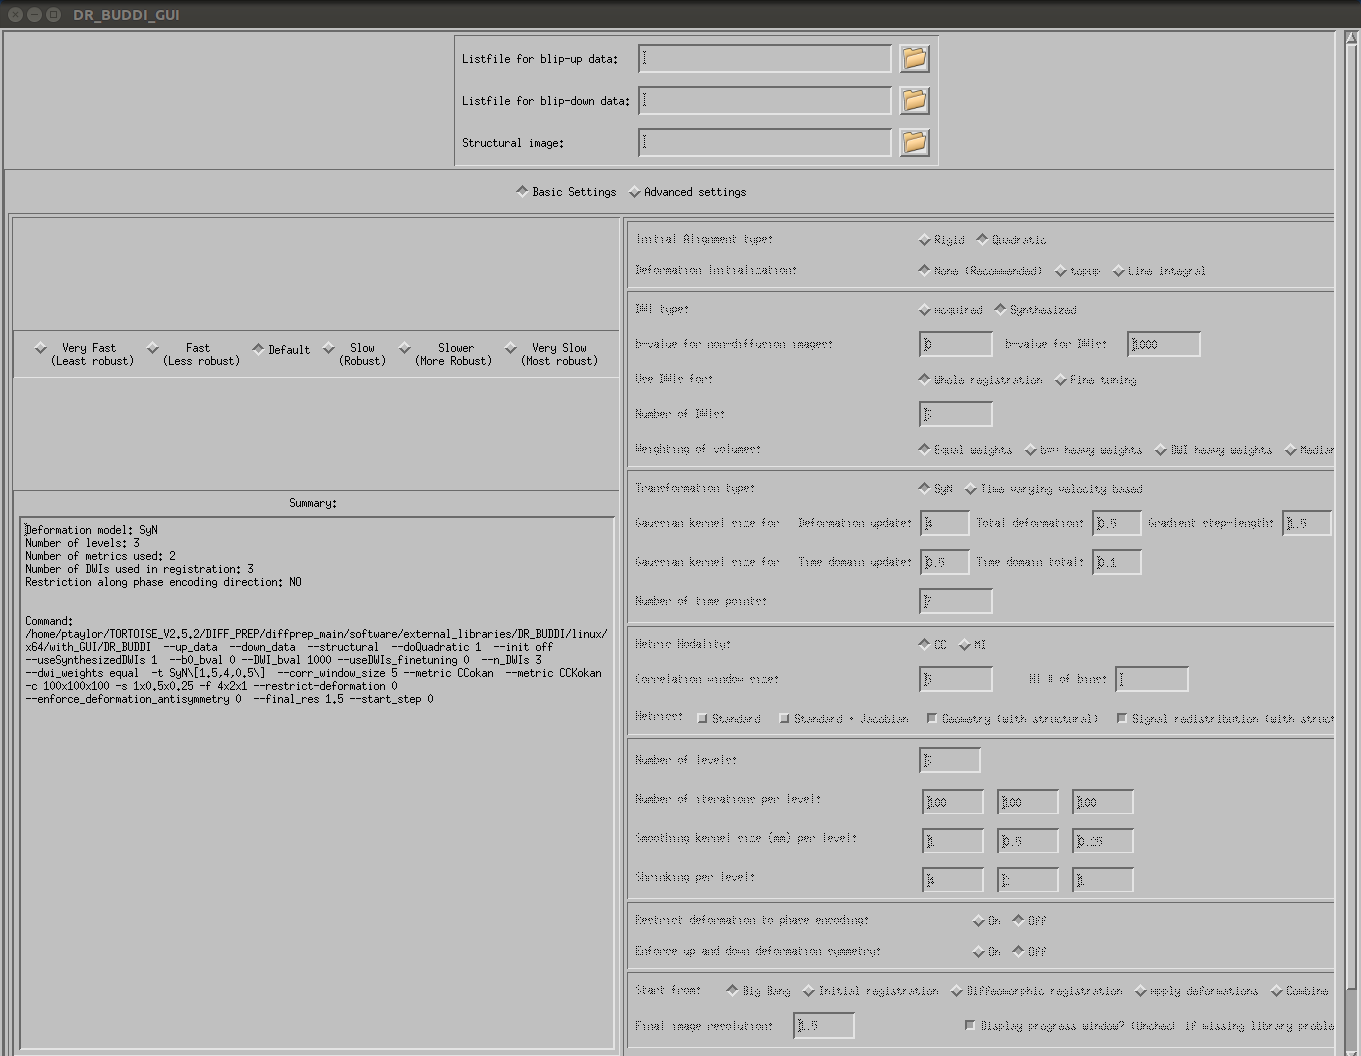 DR_BUDDI_GUI
Listfile for blip-up data:
Listfile for blip-down data:
Structural image:
Basic Settings Advanced settings
Very Fast Fast Default Slow Slower Very Slow
(Least robust) (Less robust) (Robust) (More Robust) (Most robust)
Summary:
Deformation model: SyN
Number of levels: 3
Number of metrics used: 2
Number of DWIs used in registration: 3
Restriction along phase encoding direction: NO
Command:
/home/ptaylor/TORTOISE_V2.5.2/DIFF_PREP/diffprep_main/software/external_libraries/DR_BUDDI/linux/
x64/with_GUI/DR_BUDDI --up_data --down_data --structural --doQuadratic 1 --init off
--useSynthesizedDWIs 1 --b0_bval 0 --DWI_bval 1000 --useDWIs_finetuning 0 --n_DWIs 3
--dwi_weights equal -t SyN\[1.5,4,0.5\] --corr_window_size 5 --metric CCokan --metric CCKokan
-c 100x100x100 -s 1x0.5x0.25 -f 4x2x1 --restrict-deformation 0
--enforce_deformation_antisymmetry 0 --final_res 1.5 --start_step 0
Initial Alignment type: Rigid Quadratic
Deformation Initialization: None (Recommended) topup Line Integral
DWI type: Acquired Synthesized
b-value for non-diffusion images: 0 b-value for DWIs: 1000
Use DWIs for: Whole registration Fine tuning
Number of DWIs:
Weighting of volumes: Equal weights b=0 heavy weights DWI heavy weights
Transformation type: SyN Time varying velocity based
Gaussian kernel size for Deformation update: 4 Total deformation: 0.5 Gradient step-length: 1.5
Gaussian kernel size for Time domain update: 0.5 Time domain total: 0.1
Number of time points:
Metric Modality: CC MI
Correlation window size: MI # of bins:
Metrics: Standard Standard + Jacobian Geometry (with structural) Signal redistribution (with struct
Number of levels:
Number of iterations per level: 100 100 100
Smoothing kernel size (mm) per level: 1 0.5 0.25
Shrinking per level: 4 2 1
Restrict deformation to phase encoding: On Off
Enforce up and down deformation symmetry: On Off
Start from: Big Bang Initial registration Diffeomorphic registration Apply deformations Combine
Final image resolution: 1.5 Display progress window? (Uncheck if missing library proble